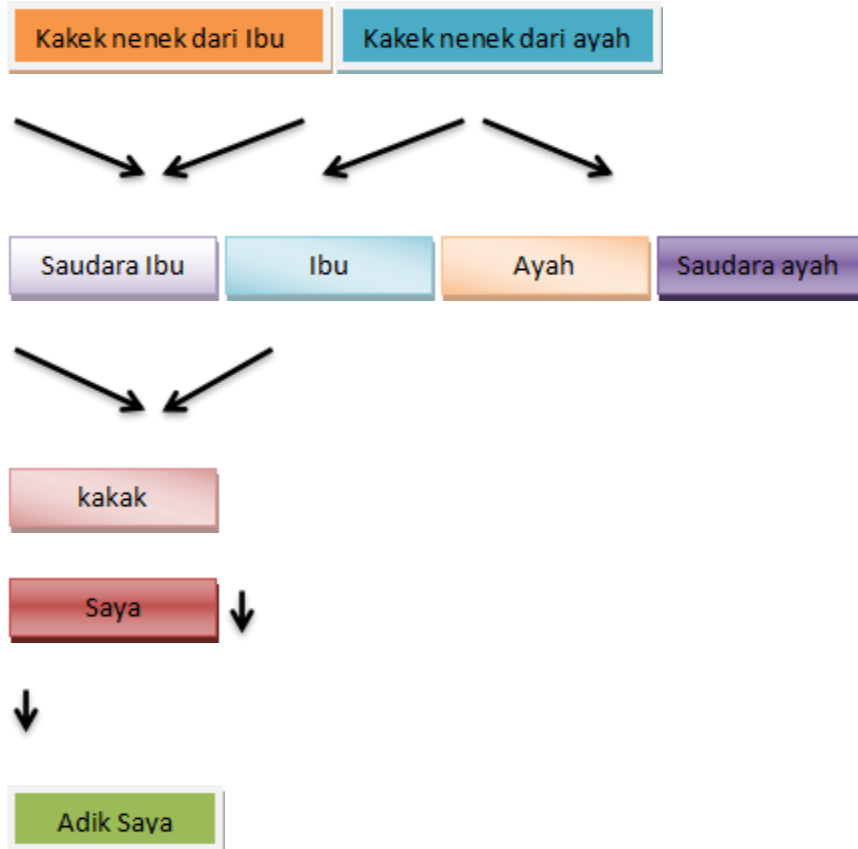 Kakek nenek dari Ibu
Kakek nenek dari ayah
Saudara Ibu
Ibu
Ayah
Saudara ayah
kakak
Saya
Adik Saya